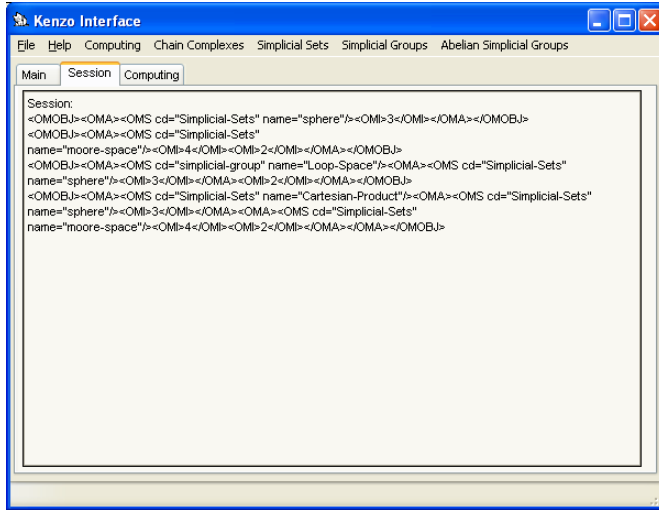 Kenzo Interface
File Help Computing Chain Complexes Simplicial Sets Simplicial Groups Abelian Simplicial Groups
Main Session Computing
Session:
<OMOBJ><OMA><OMS cd="Simplicial-Sets" name="sphere"/><OMI>3</OMI></OMA></OMOBJ>
<OMOBJ><OMA><OMS cd="Simplicial-Sets"
name="moore-space"/><OMI>4</OMI><OMI>2</OMI></OMA></OMOBJ>
<OMOBJ><OMA><OMS cd="simplicial-group" name="Loop-Space"/><OMA><OMS cd="Simplicial-Sets"
name="sphere"/><OMI>3</OMI></OMA><OMI>2</OMI></OMA></OMOBJ>
<OMOBJ><OMA><OMS cd="Simplicial-Sets" name="Cartesian-Product"/><OMA><OMS cd="Simplicial-Sets"
name="sphere"/><OMI>3</OMI></OMA><OMA><OMS cd="Simplicial-Sets"
name="moore-space"/><OMI>4</OMI><OMI>2</OMI></OMA></OMA></OMOBJ>